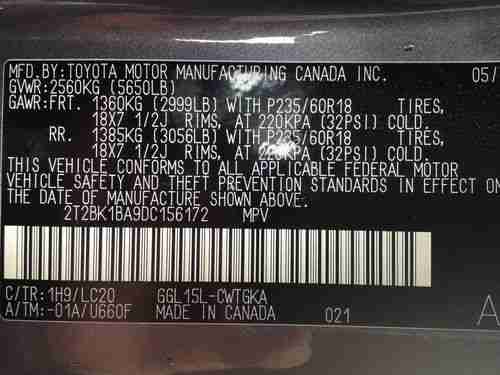 MFD.BY:TOYOTA MOTOR MANUFACTURING CANADA INC. 05/
GVWR:2560KG (5650LB)
GAWR:FRT. 1360KG (2999LB) WITH P235/60R18 TIRES,
18X7 1/2J RIMS, AT 220KPA (32PSI) COLD.
RR. 1385KG (3056LB) WITH P235/60R18 TIRES,
18X7 1/2J RIMS, AT 220KPA (32PSI) COLD.
THIS VEHICLE CONFORMS TO ALL APPLICABLE FEDERAL MOTOR
VEHICLE SAFETY AND THEFT PREVENTION STANDARDS IN EFFECT ON
THE DATE OF MANUFACTURE SHOWN ABOVE.
2T2BK1BA9DC156172 MPV
C/TR:1H9/LC20 GGL15L-CWTGKA
A/TM:-01A/U660F MADE IN CANADA 021 A